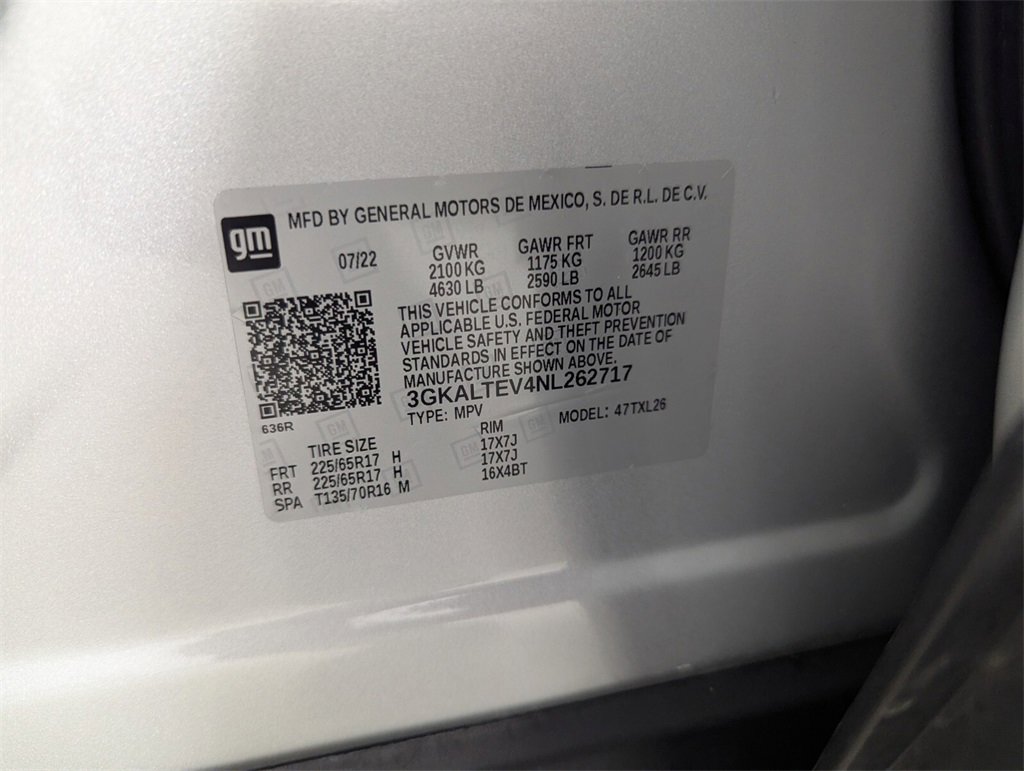 MFD BY GENERAL MOTORS DE MEXICO, S. DE R.L. DE C.V.
gm
07/22
GVWR GAWR FRT GAWR RR
2100 KG 1175 KG 1200 KG
4630 LB 2590 LB 2645 LB
THIS VEHICLE CONFORMS TO ALL
APPLICABLE U.S. FEDERAL MOTOR
VEHICLE SAFETY AND THEFT PREVENTION
STANDARDS IN EFFECT ON THE DATE OF
MANUFACTURE SHOWN ABOVE.
3GKALTEV4NL262717
TYPE: MPV MODEL: 47TXL26
636R
TIRE SIZE RIM
FRT 225/65R17 H 17X7J
RR 225/65R17 H 17X7J
SPA T135/70R16 M 16X4BT